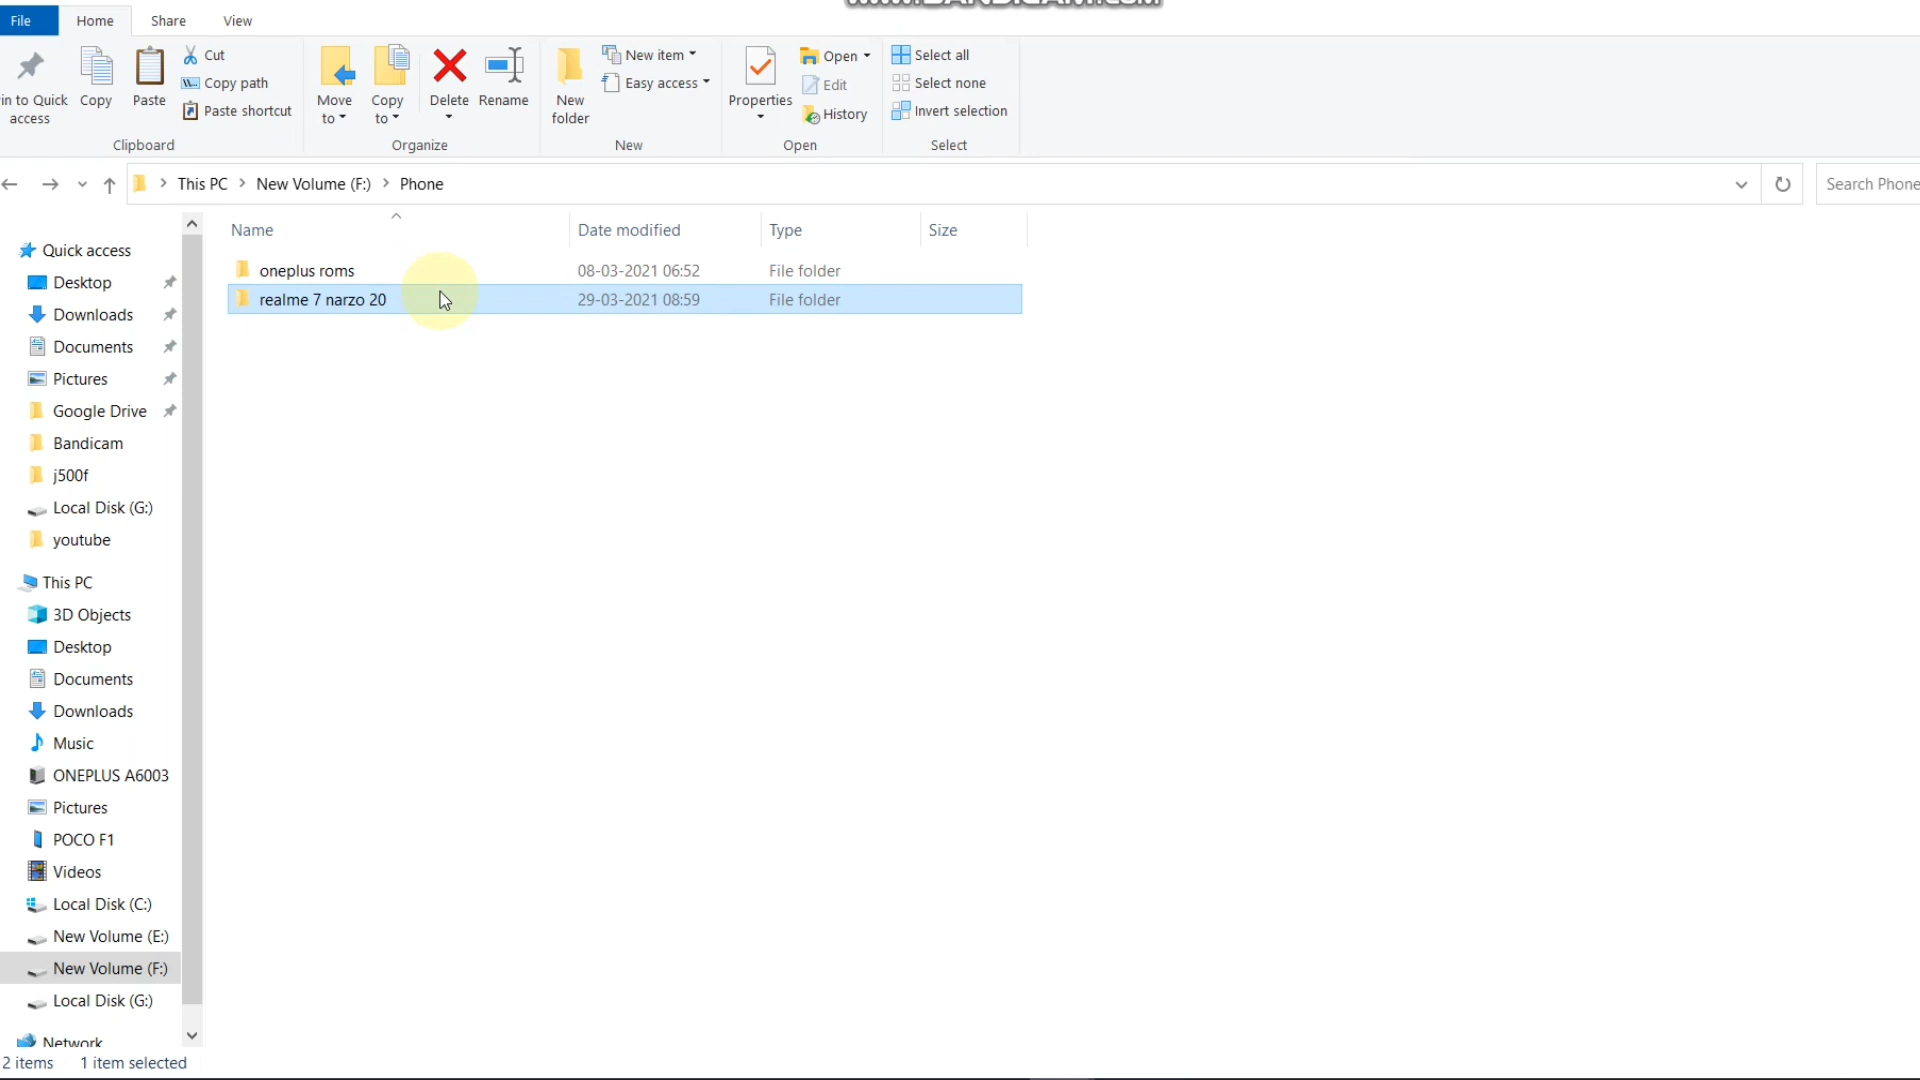 www.BANDICAM.com
File Home Share View
Cut
Copy path
Paste shortcut
in to Quick access
Copy
Paste
Clipboard
Move to
Copy to
Delete
Rename
Organize
New folder
New item
Easy access
New
Properties
Open
Edit
History
Open
Select all
Select none
Invert selection
Select
This PC > New Volume (F:) > Phone
Search Phone
Name Date modified Type Size
oneplus roms 08-03-2021 06:52 File folder
realme 7 narzo 20 29-03-2021 08:59 File folder
Quick access
Desktop
Downloads
Documents
Pictures
Google Drive
Bandicam
j500f
Local Disk (G:)
youtube
This PC
3D Objects
Desktop
Documents
Downloads
Music
ONEPLUS A6003
Pictures
POCO F1
Videos
Local Disk (C:)
New Volume (E:)
New Volume (F:)
Local Disk (G:)
Network
2 items 1 item selected